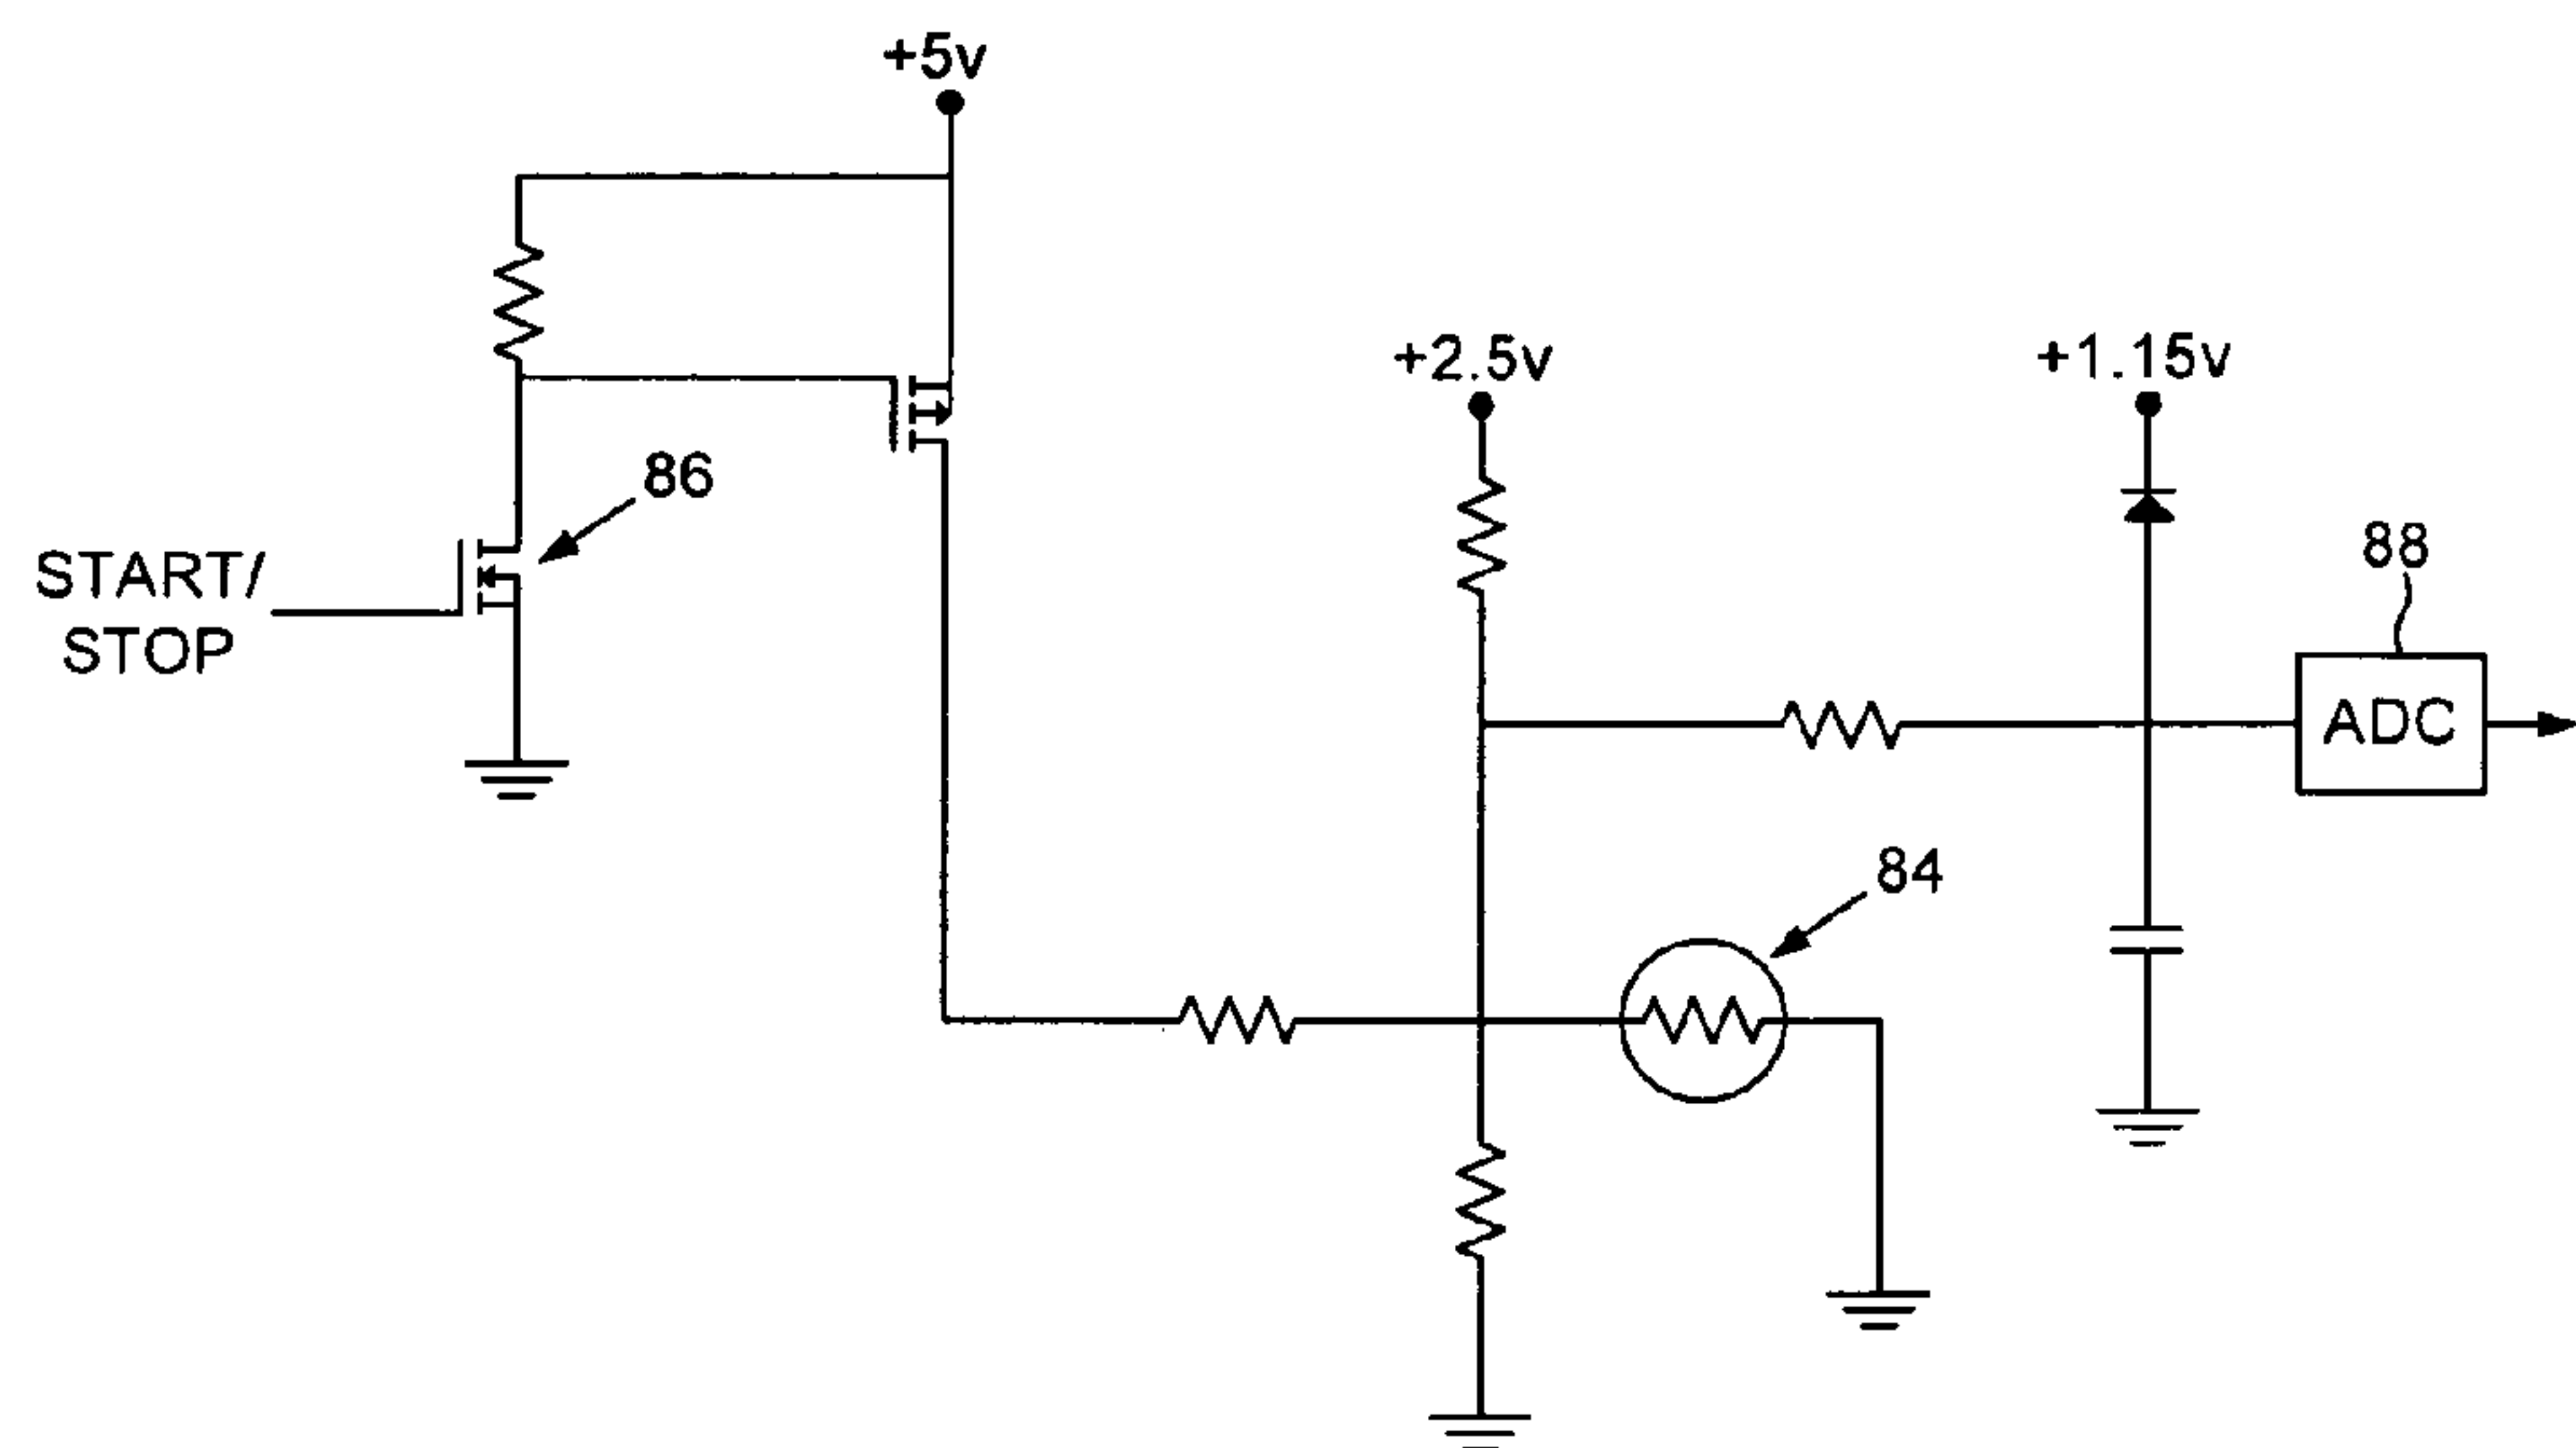 +5v
86
START/
STOP
+2.5v
+1.15v
88
ADC
84